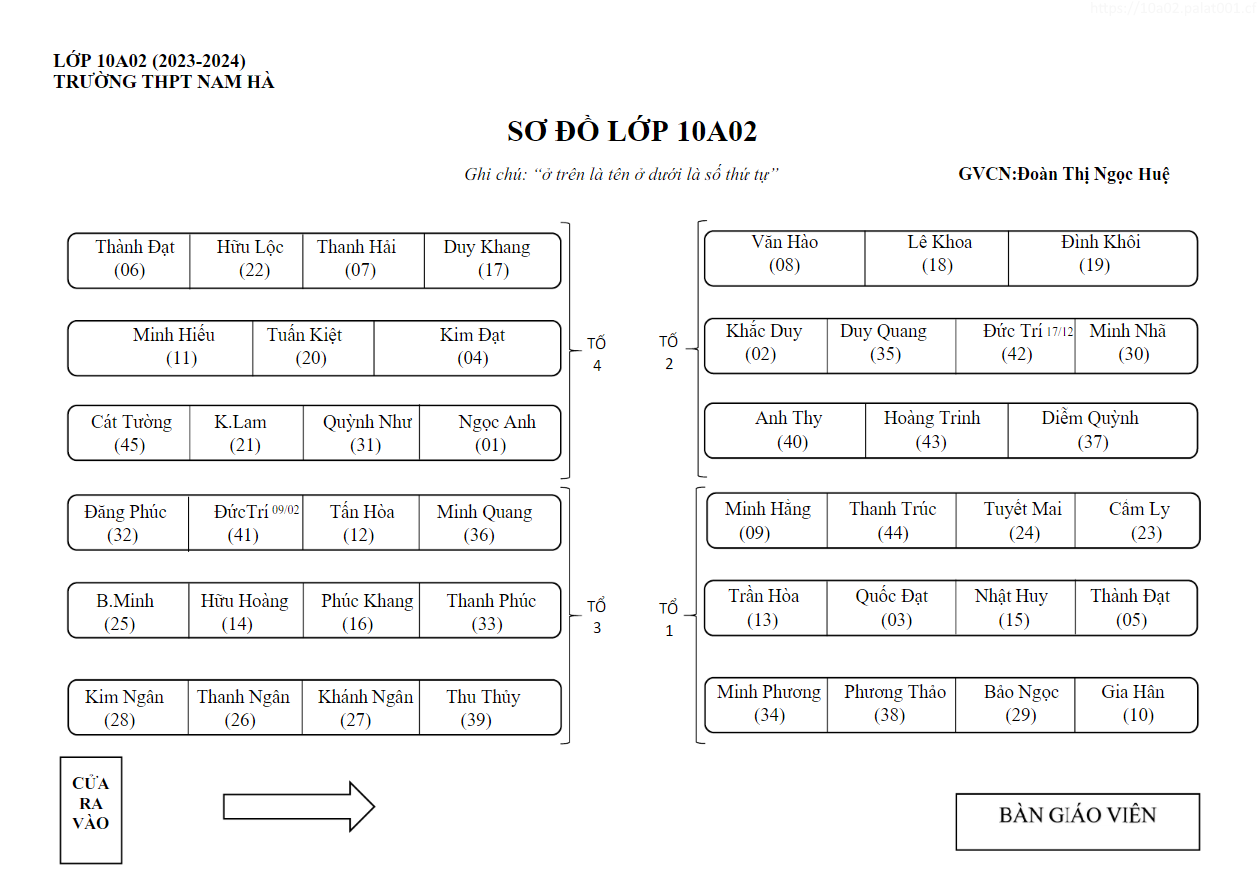 https://10a02.palat001.cf
LỚP 10A02 (2023-2024)
TRƯỜNG THPT NAM HÀ
SƠ ĐỒ LỚP 10A02
Ghi chú: “ở trên là tên ở dưới là số thứ tự”
GVCN:Đoàn Thị Ngọc Huệ
Thành Đạt Hữu Lộc Thanh Hải Duy Khang
(06) (22) (07) (17)
Minh Hiếu Tuấn Kiệt Kim Đạt
(11) (20) (04)
Cát Tường K.Lam Quỳnh Như Ngọc Anh
(45) (21) (31) (01)
TỔ
4
Văn Hào Lê Khoa Đình Khôi
(08) (18) (19)
Khắc Duy Duy Quang Đức Trí 17/12 Minh Nhã
(02) (35) (42) (30)
Anh Thy Hoàng Trinh Diễm Quỳnh
(40) (43) (37)
TỔ
2
Đăng Phúc ĐứcTrí 09/02 Tấn Hòa Minh Quang
(32) (41) (12) (36)
B.Minh Hữu Hoàng Phúc Khang Thanh Phúc
(25) (14) (16) (33)
Kim Ngân Thanh Ngân Khánh Ngân Thu Thủy
(28) (26) (27) (39)
TỔ
3
Minh Hằng Thanh Trúc Tuyết Mai Cẩm Ly
(09) (44) (24) (23)
Trần Hòa Quốc Đạt Nhật Huy Thành Đạt
(13) (03) (15) (05)
Minh Phương Phương Thảo Bảo Ngọc Gia Hân
(34) (38) (29) (10)
TỔ
1
CỬA
RA
VÀO
BÀN GIÁO VIÊN